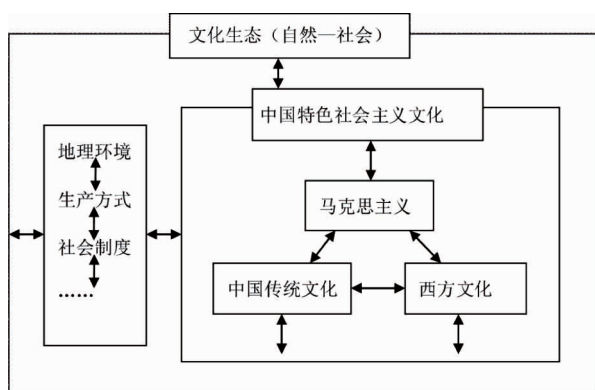 文化生态（自然—社会）
中国特色社会主义文化
地理环境
生产方式
社会制度
……
马克思主义
中国传统文化
西方文化